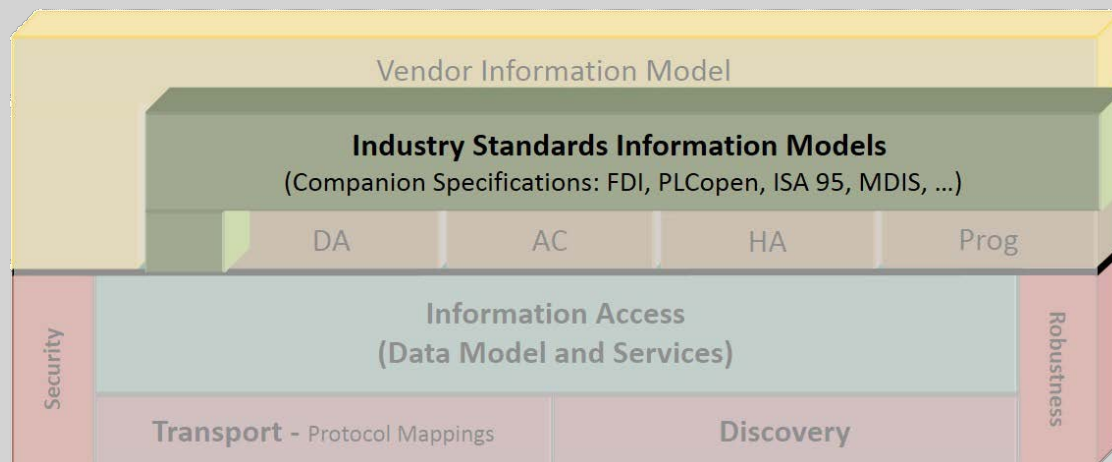 Vendor Information Model
Industry Standards Information Models
(Companion Specifications: FDI, PLCopen, ISA 95, MDIS, ...)
DA
AC
HA
Prog
Security
Information Access
(Data Model and Services)
Robustness
Transport - Protocol Mappings
Discovery